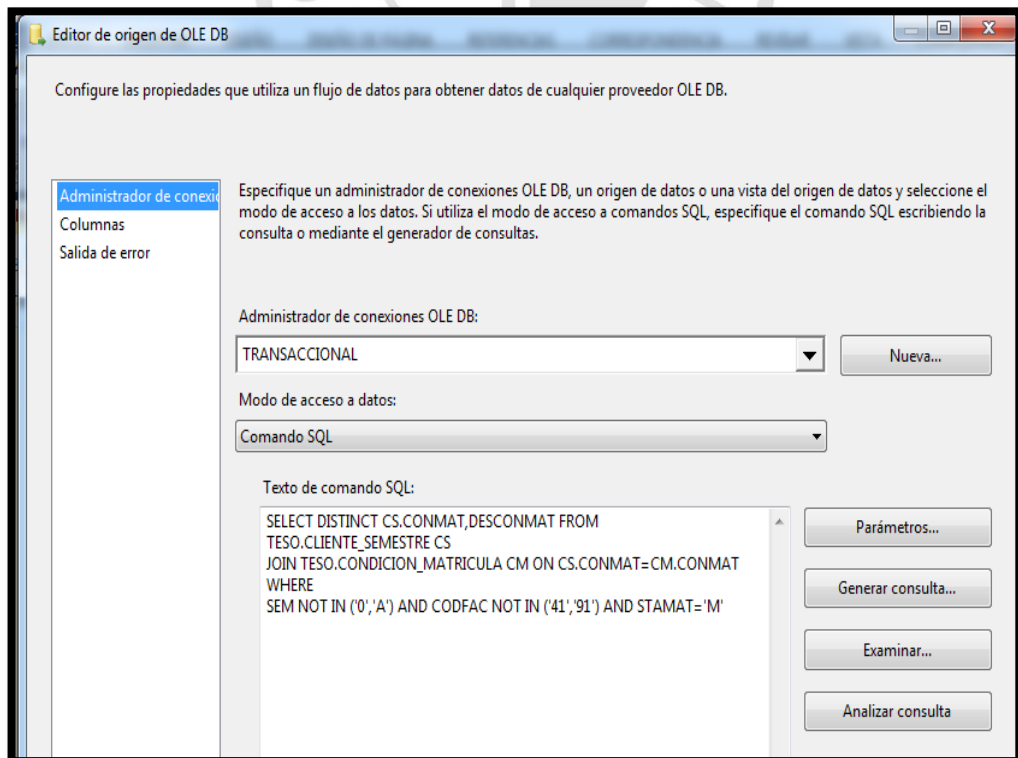 Editor de origen de OLE DB
Configure las propiedades que utiliza un flujo de datos para obtener datos de cualquier proveedor OLE DB.
Administrador de conexio
Columnas
Salida de error
Especifique un administrador de conexiones OLE DB, un origen de datos o una vista del origen de datos y seleccione el
modo de acceso a los datos. Si utiliza el modo de acceso a comandos SQL, especifique el comando SQL escribiendo la
consulta o mediante el generador de consultas.
Administrador de conexiones OLE DB:
TRANSACCIONAL
Nueva...
Modo de acceso a datos:
Comando SQL
Texto de comando SQL:
SELECT DISTINCT CS.CONMAT,DESCONMAT FROM
TESO.CLIENTE_SEMESTRE CS
JOIN TESO.CONDICION_MATRICULA CM ON CS.CONMAT=CM.CONMAT
WHERE
SEM NOT IN ('0','A') AND CODFAC NOT IN ('41','91') AND STAMAT='M'
Parámetros...
Generar consulta...
Examinar...
Analizar consulta